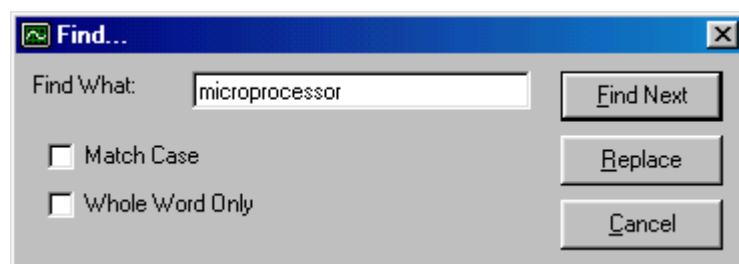 Find...
Find What: microprocessor Find Next
Match Case Replace
Whole Word Only
Cancel